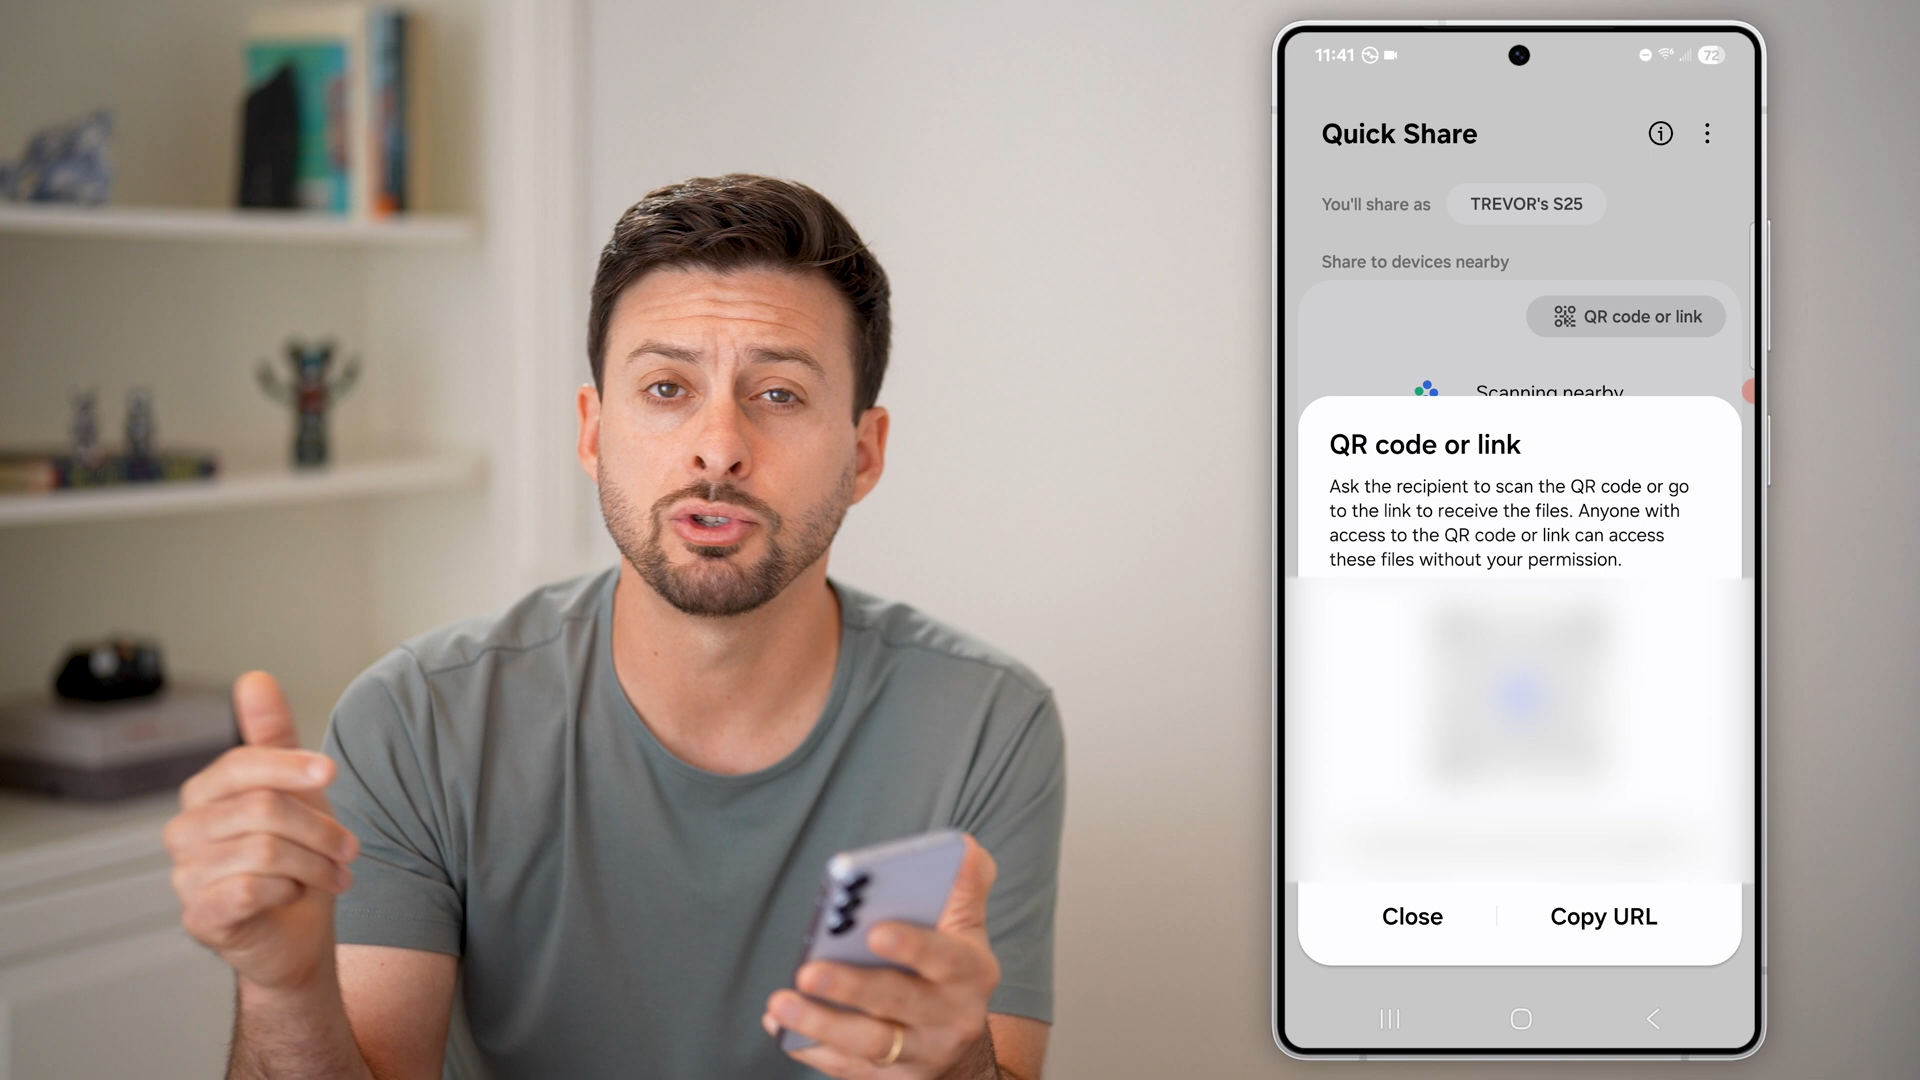 11:41
72
Quick Share
You'll share as TREVOR's S25
Share to devices nearby
QR code or link
Scanning nearby
QR code or link
Ask the recipient to scan the QR code or go
to the link to receive the files. Anyone with
access to the QR code or link can access
these files without your permission.
Close
Copy URL